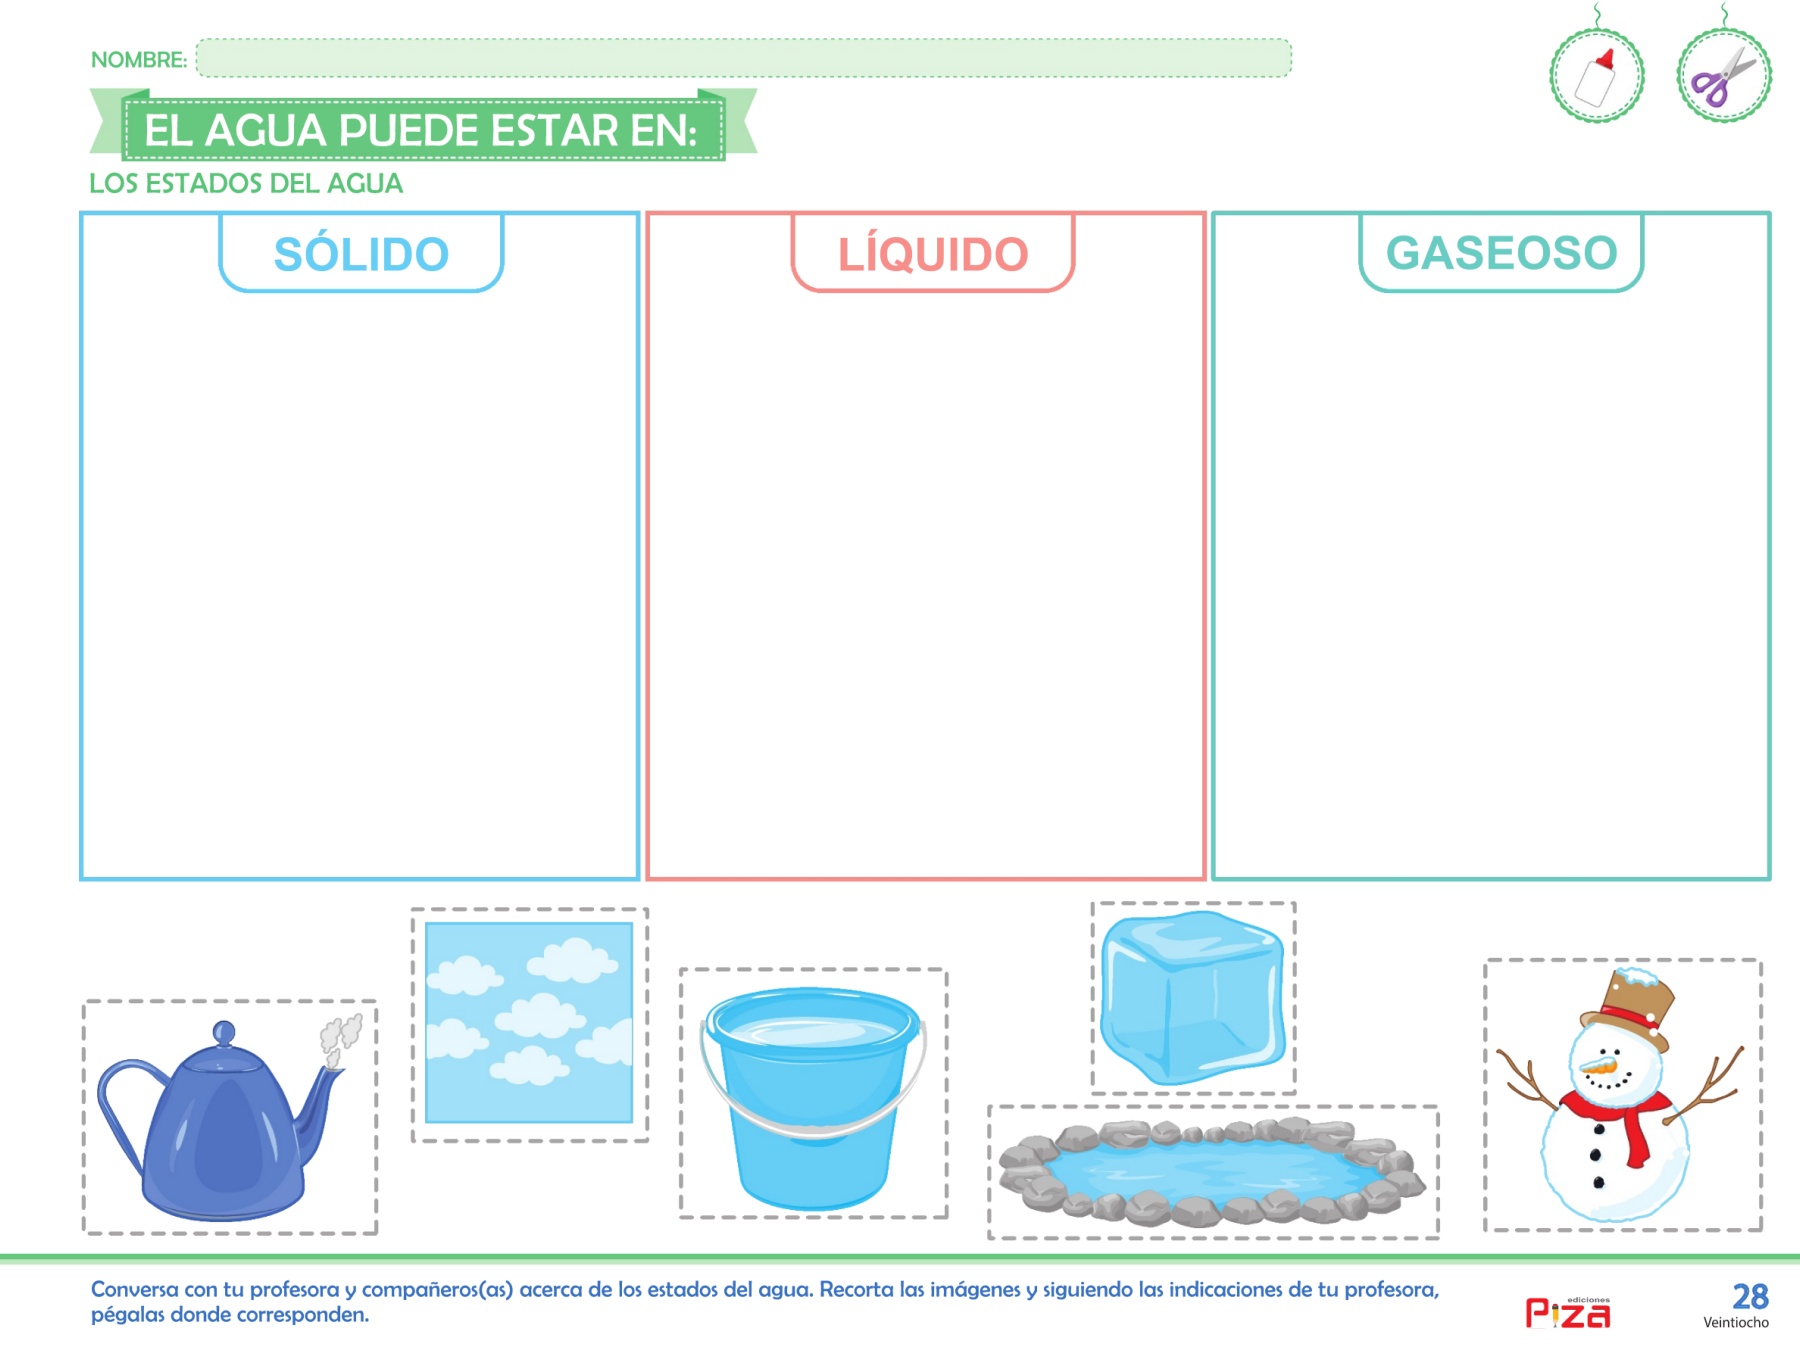 NOMBRE:
EL AGUA PUEDE ESTAR EN:
LOS ESTADOS DEL AGUA
SÓLIDO
LÍQUIDO
GASEOSO
Conversa con tu profesora y compañeros(as) acerca de los estados del agua. Recorta las imágenes y siguiendo las indicaciones de tu profesora,
pégalas donde corresponden.
ediciones
Piza
28
Veintiocho